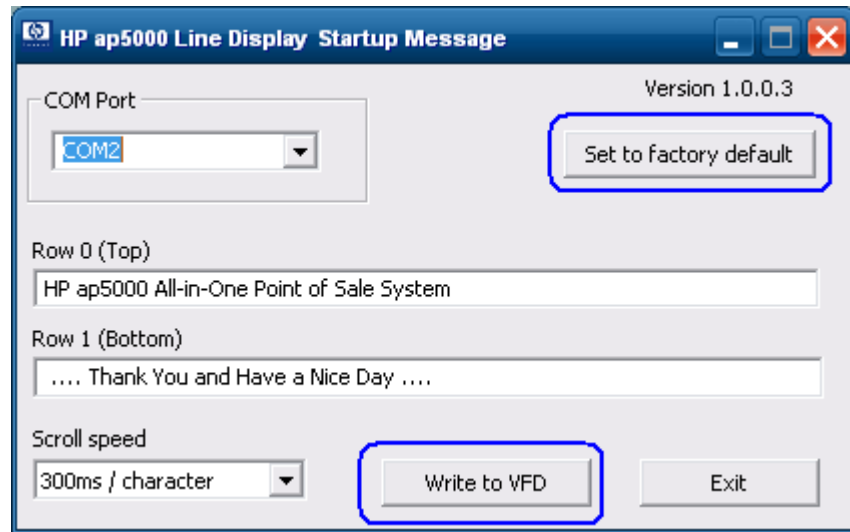 HP ap5000 Line Display Startup Message
Version 1.0.0.3
COM Port
COM2
Set to factory default
Row 0 (Top)
HP ap5000 All-in-One Point of Sale System
Row 1 (Bottom)
.... Thank You and Have a Nice Day ....
Scroll speed
300ms / character
Write to VFD
Exit